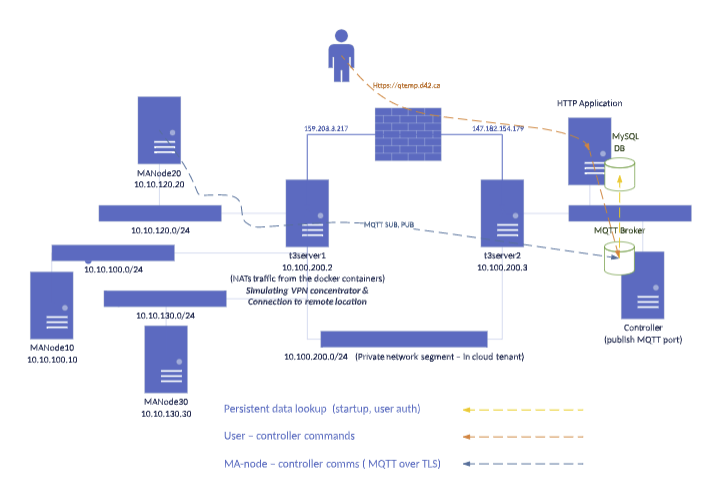 Https://qtemp.d42.ca
HTTP Application
159.203.3.217
147.182.154.179
MySQL
DB
MANode20
10.10.120.20
MQTT SUB, PUB
10.10.120.0/24
MQTT Broker
t3server1
10.100.200.2
t3server2
10.100.200.3
(NATs traffic from the docker containers)
Simulating VPN concentrator &
Connection to remote location
10.10.100.0/24
10.10.130.0/24
Controller
(publish MQTT port)
MANode10
10.10.100.10
10.100.200.0/24 (Private network segment – In cloud tenant)
MANode30
10.10.130.30
Persistent data lookup (startup, user auth)
User – controller commands
MA-node – controller comms ( MQTT over TLS)